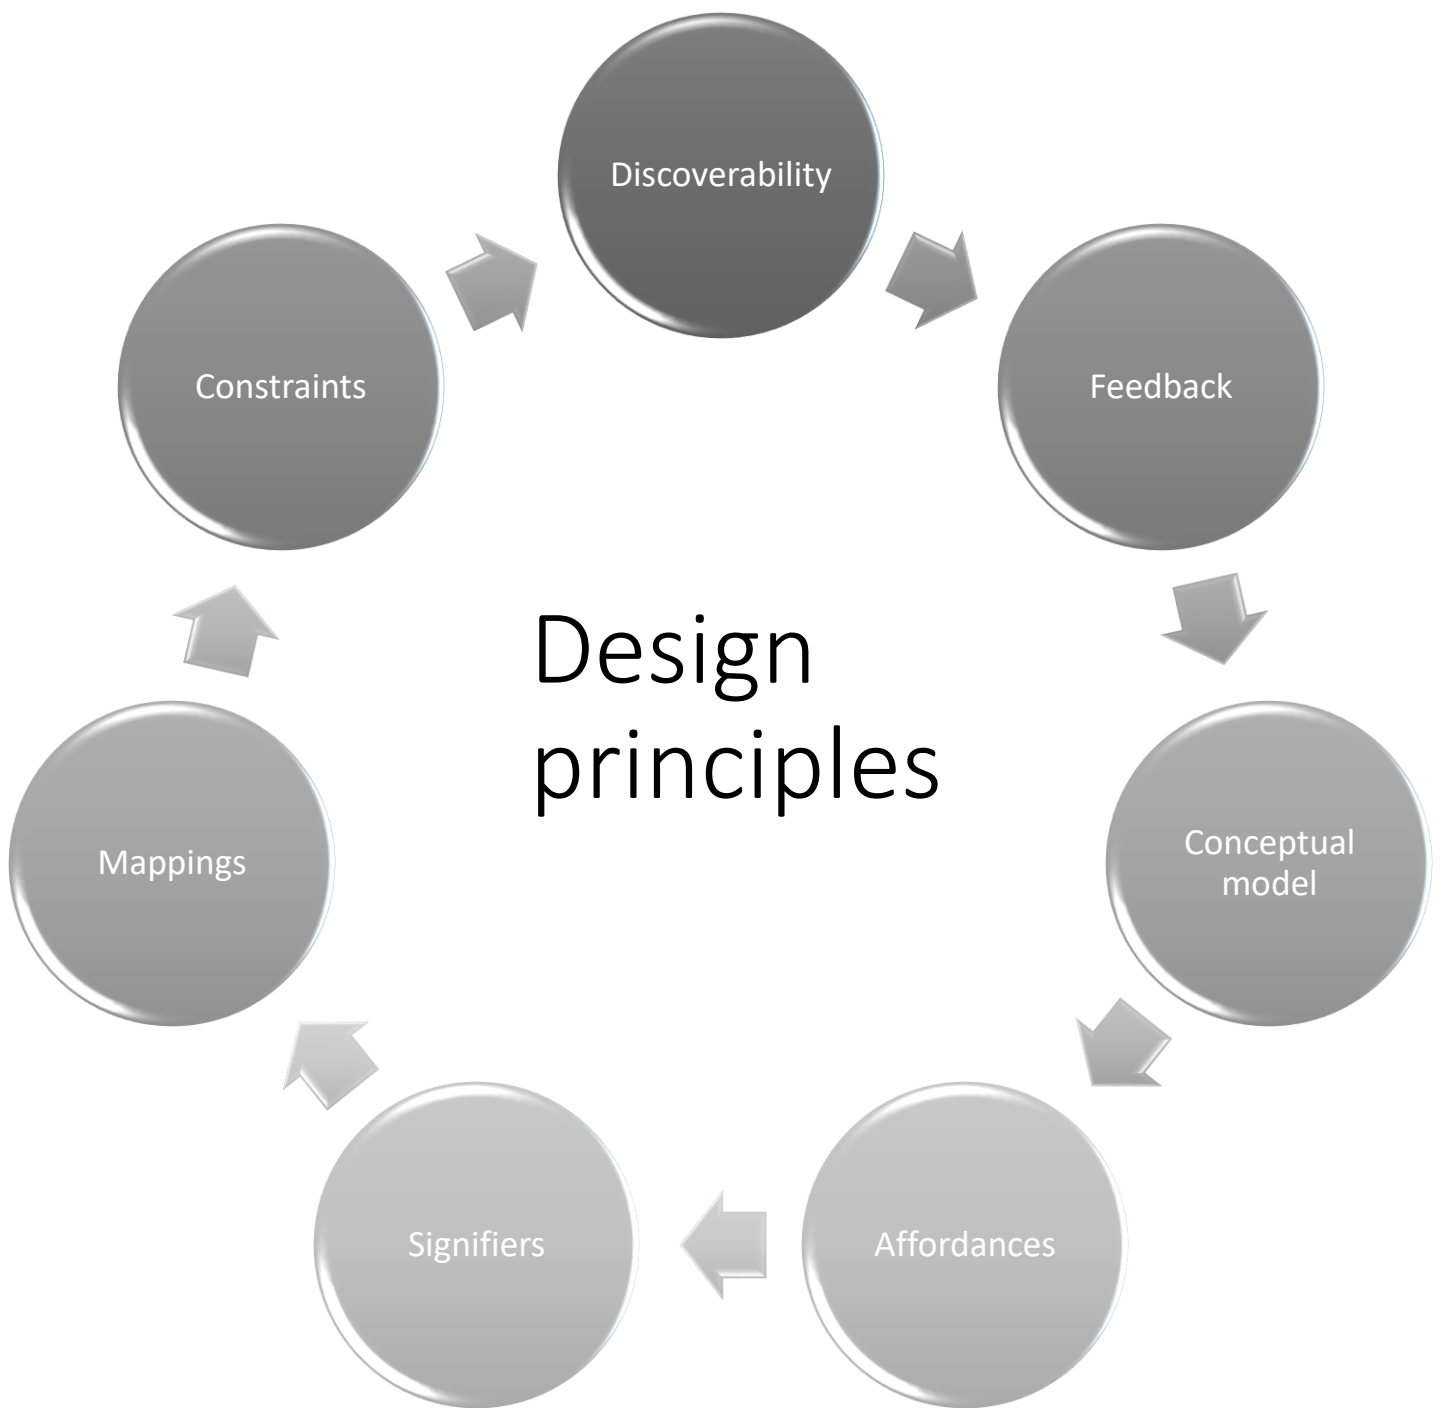 Discoverability
Feedback
Conceptual
model
Affordances
Signifiers
Mappings
Constraints
Design
principles